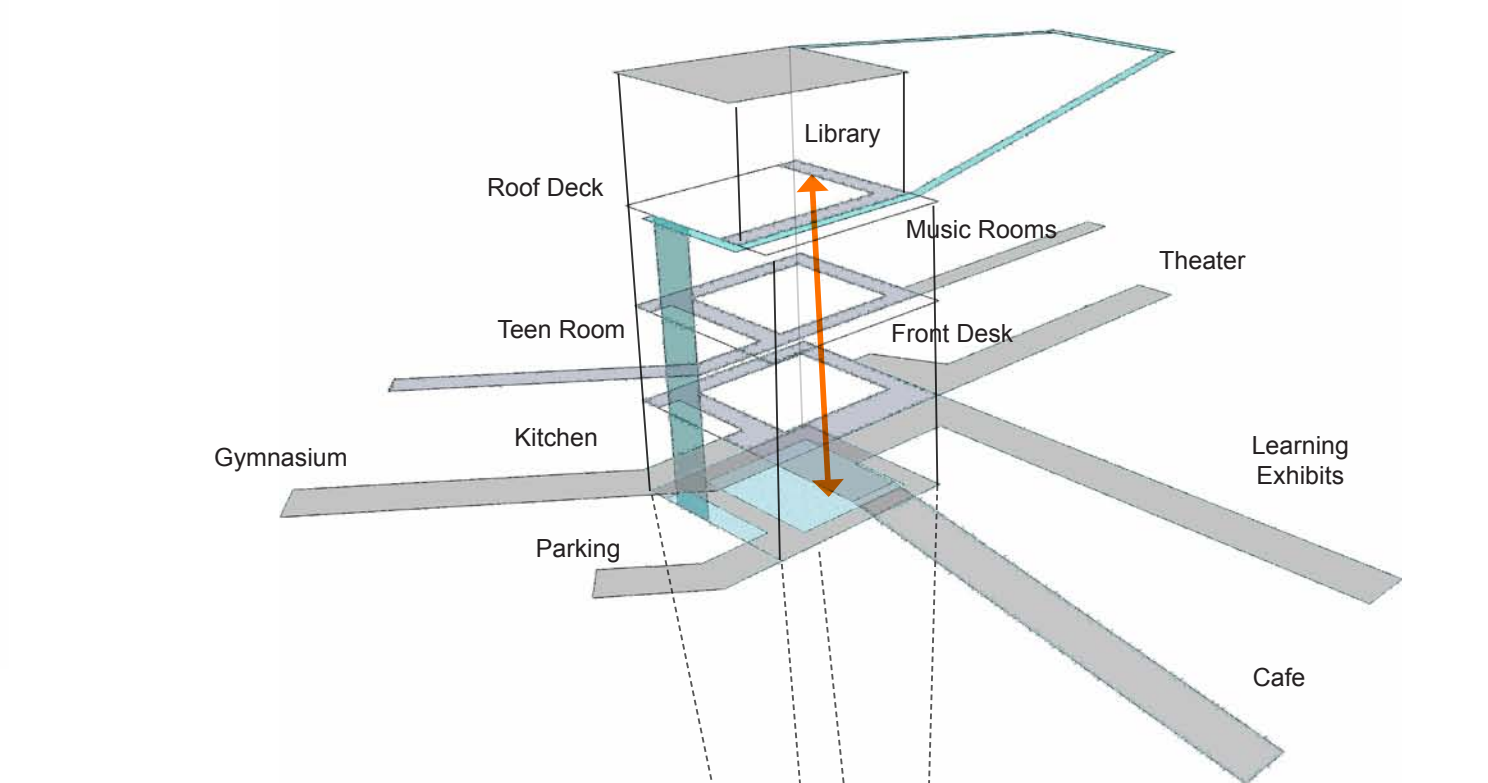 Library
Roof Deck
Music Rooms
Theater
Teen Room
Front Desk
Kitchen
Gymnasium
Learning
Exhibits
Parking
Cafe